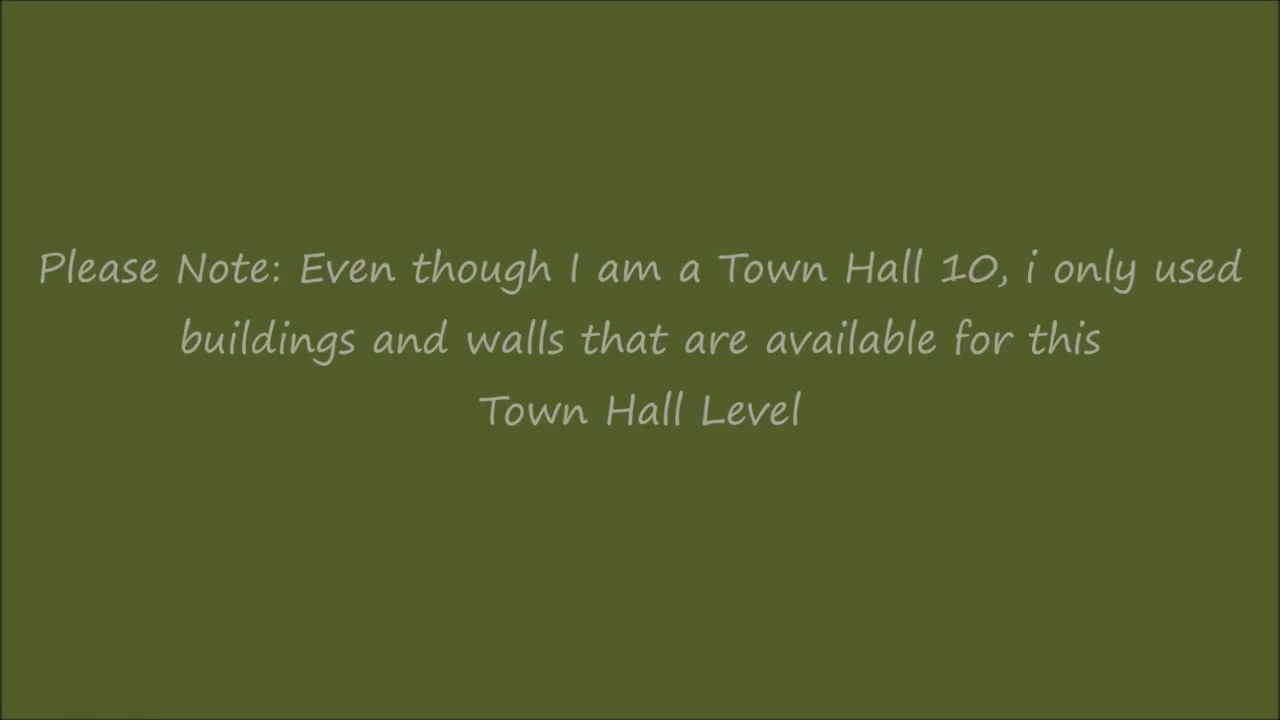 Please Note: Even though I am a Town Hall 10, i only used
buildings and walls that are available for this
Town Hall Level